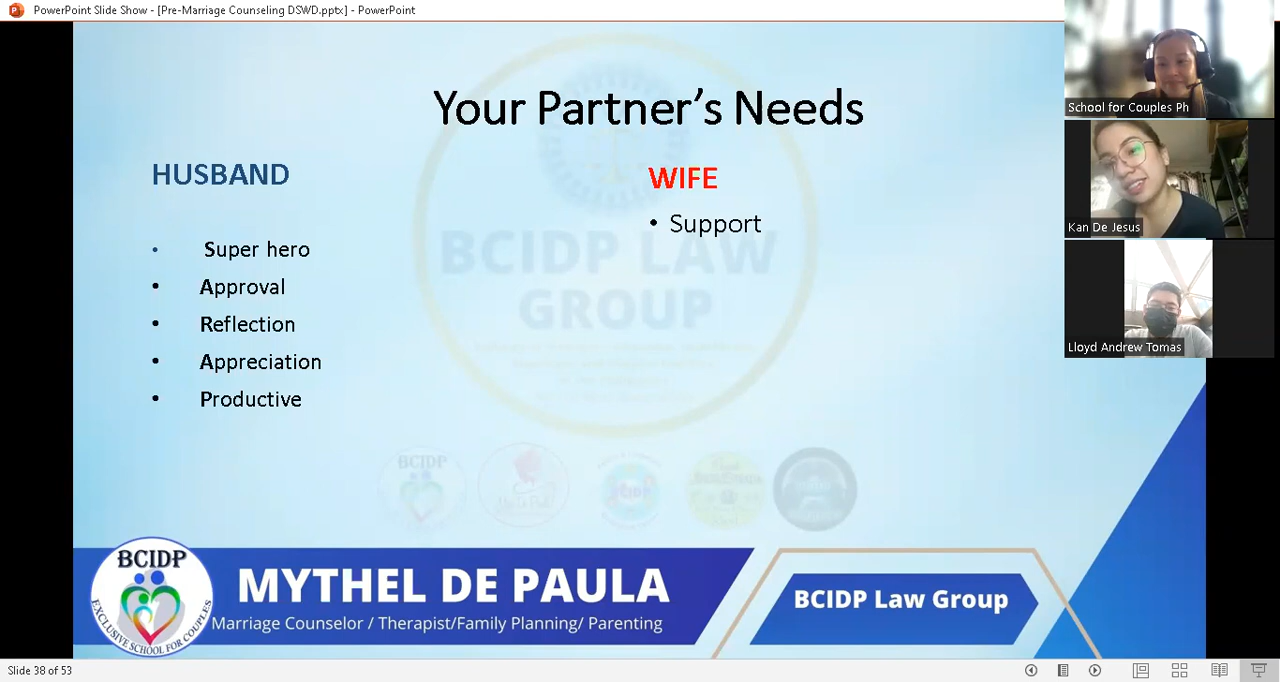 PowerPoint Slide Show - [Pre-Marriage Counseling DSWD.pptx] - PowerPoint
Your Partner's Needs
HUSBAND
• Super hero
• Approval
• Reflection
• Appreciation
• Productive
WIFE
• Support
BCIDP LAW
GROUP
School for Couples Ph
Kan De Jesus
Lloyd Andrew Tomas
BCIDP
BCIDP
EXCLUSIVE SCHOOL FOR COUPLES
MYTHEL DE PAULA
Marriage Counselor / Therapist/Family Planning/ Parenting
BCIDP Law Group
Slide 38 of 53